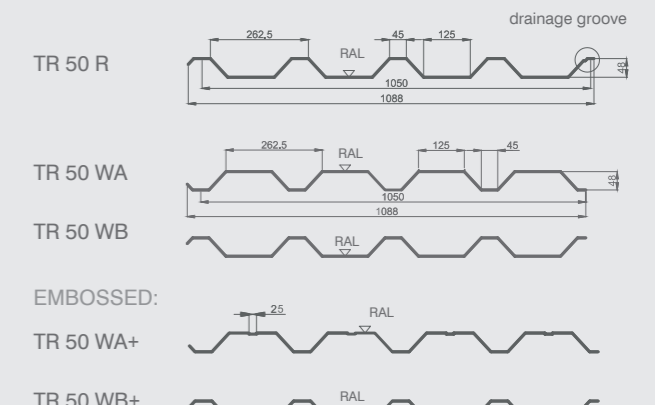 drainage groove
262,5 45 125
TR 50 R RAL 48
1050
1088
262.5 RAL 125 45
TR 50 WA 48
1050
1088
TR 50 WB RAL
EMBOSSED:
25 RAL
TR 50 WA+
TR 50 WB+ RAL